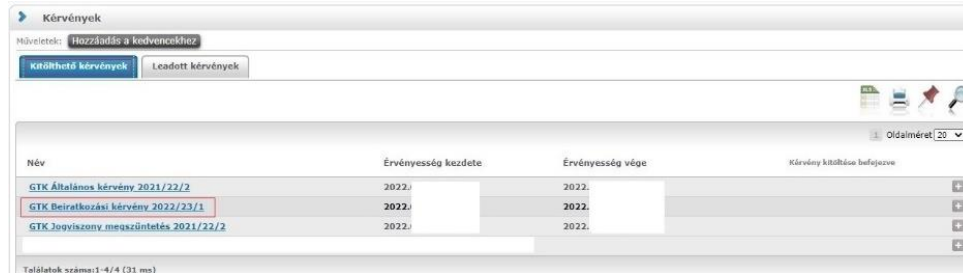 Kérvények
Műveletek: Hozzáadás a kedvencekhez
Kitölthető kérvények Leadott kérvények
1 Oldalméret 20
Név Érvényesség kezdete Érvényesség vége Kérvény kitöltése befejezve
GTK Általános kérvény 2021/22/2 2022. 2022.
GTK Beiratkozási kérvény 2022/23/1 2022. 2022.
GTK Jogviszony megszűntetés 2021/22/2 2022. 2022.
Találatok száma:1-4/4 (31 ms)